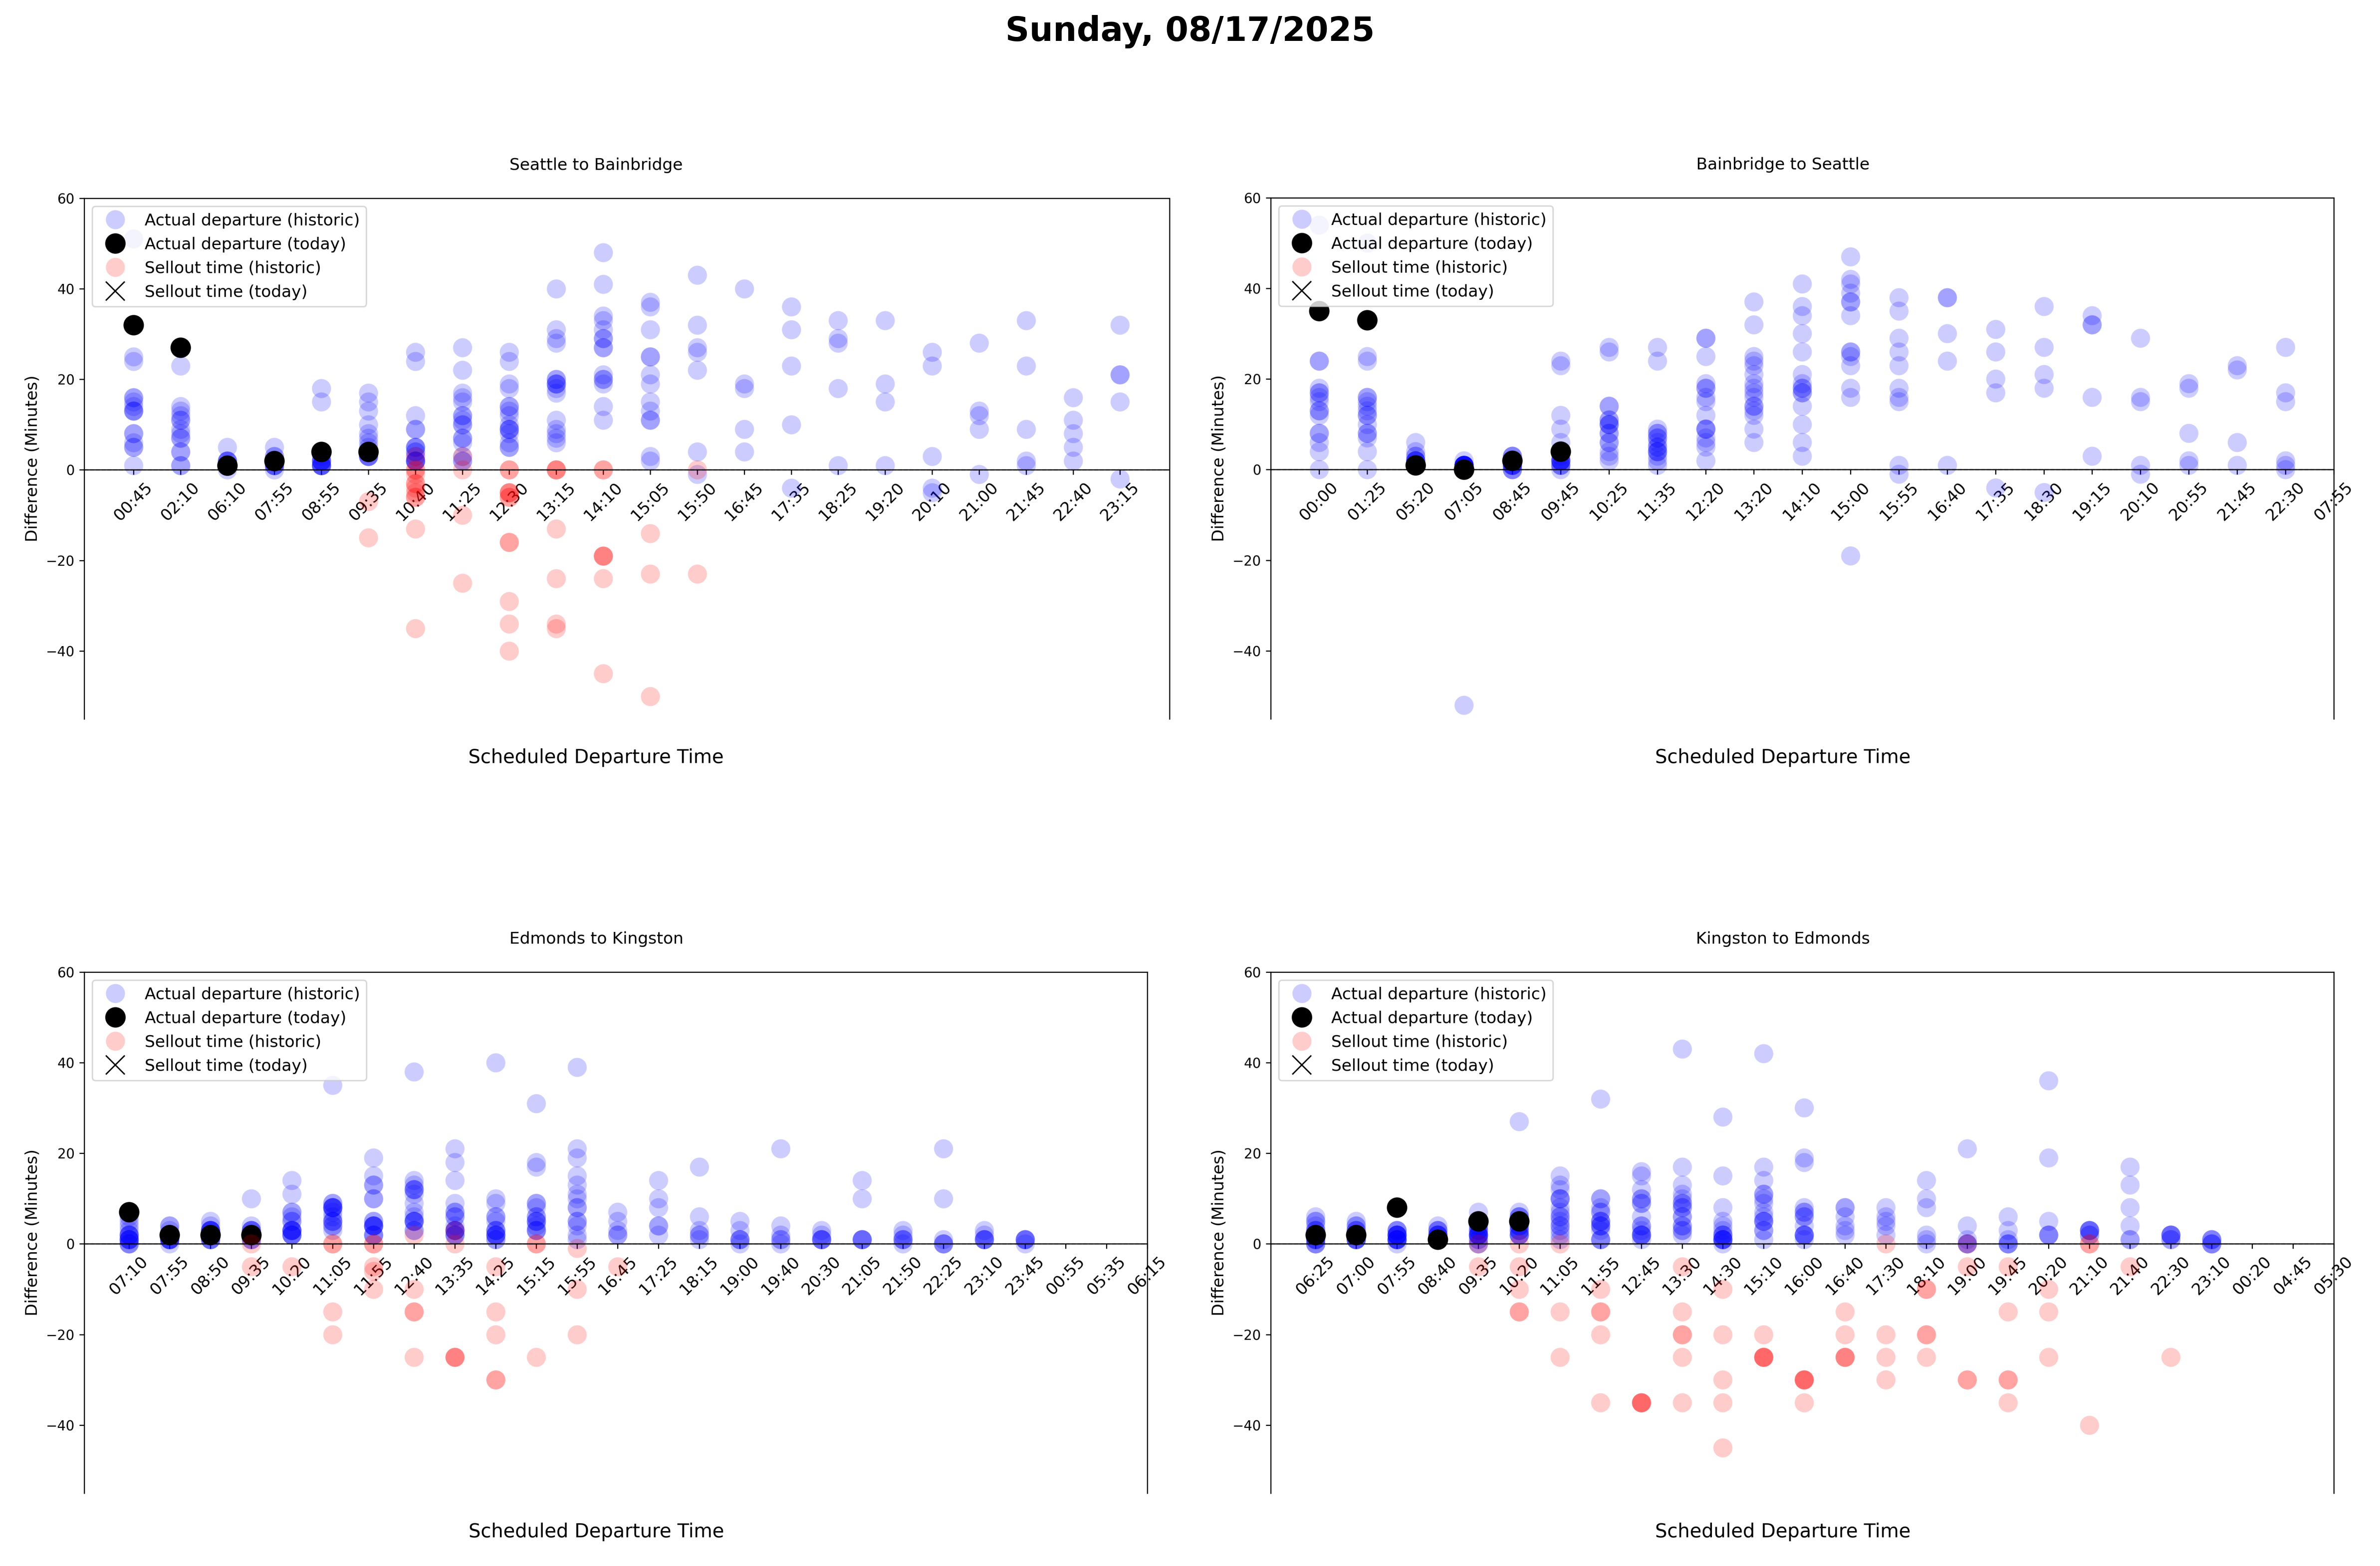 Sunday, 08/17/2025
Seattle to Bainbridge
60
40
20
0
−20
−40
Difference (Minutes)
Actual departure (historic)
Actual departure (today)
Sellout time (historic)
Sellout time (today)
00:45 02:10 06:10 07:55 08:55 09:35 10:40 11:25 12:30 13:15 14:10 15:05 15:50 16:45 17:35 18:25 19:20 20:10 21:00 21:45 22:40 23:15
Scheduled Departure Time
Bainbridge to Seattle
60
40
20
0
−20
−40
Difference (Minutes)
Actual departure (historic)
Actual departure (today)
Sellout time (historic)
Sellout time (today)
00:00 01:25 05:20 07:05 08:45 09:45 10:25 11:35 12:20 13:20 14:10 15:00 15:55 16:40 17:35 18:30 19:15 20:10 20:55 21:45 22:30 07:55
Scheduled Departure Time
Edmonds to Kingston
60
40
20
0
−20
−40
Difference (Minutes)
Actual departure (historic)
Actual departure (today)
Sellout time (historic)
Sellout time (today)
07:10 07:55 08:50 09:35 10:20 11:05 11:55 12:40 13:35 14:25 15:15 15:55 16:45 17:25 18:15 19:00 19:40 20:30 21:05 21:50 22:25 23:10 23:45 00:55 05:35 06:15
Scheduled Departure Time
Kingston to Edmonds
60
40
20
0
−20
−40
Difference (Minutes)
Actual departure (historic)
Actual departure (today)
Sellout time (historic)
Sellout time (today)
06:25 07:00 07:55 08:40 09:35 10:20 11:05 11:55 12:45 13:30 14:30 15:10 16:00 16:40 17:30 18:10 19:00 19:45 20:20 21:10 21:40 22:30 23:10 00:20 04:45 05:30
Scheduled Departure Time